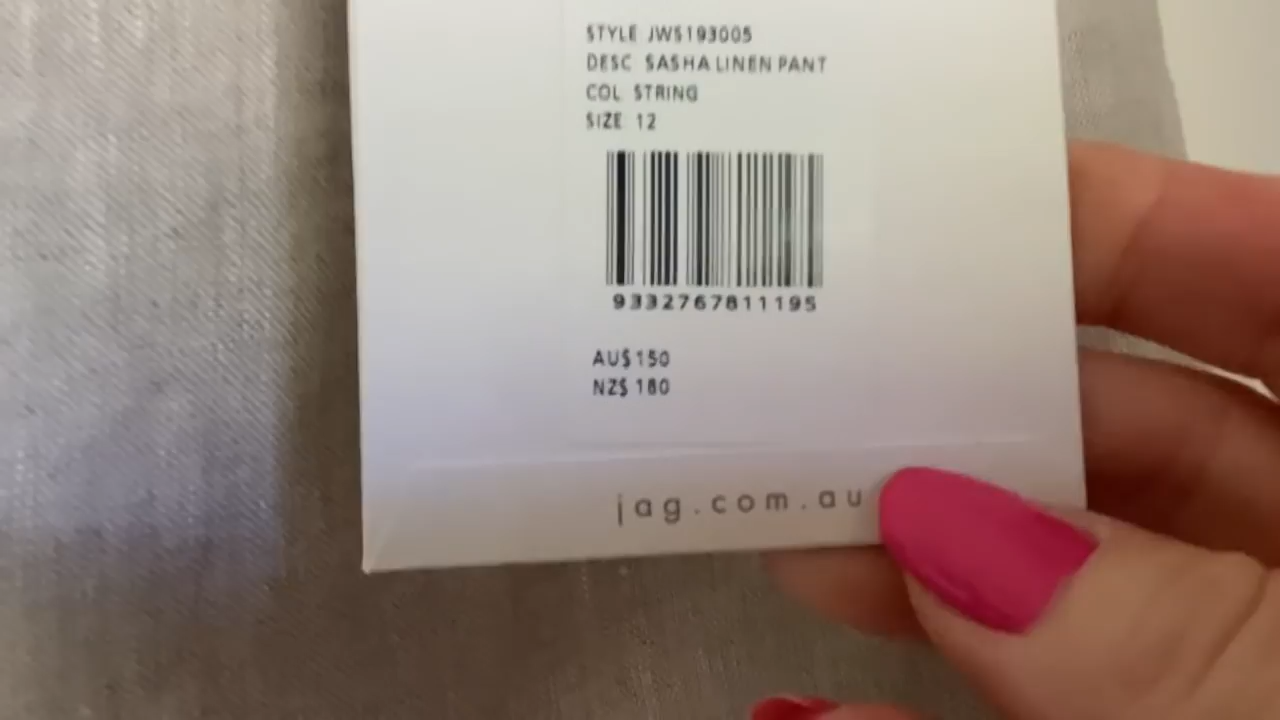 STYLE JWS193005
DESC SASHA LINEN PANT
COL STRING
SIZE 12
9332767811195
AU$150
NZ$ 180
jag.com.au